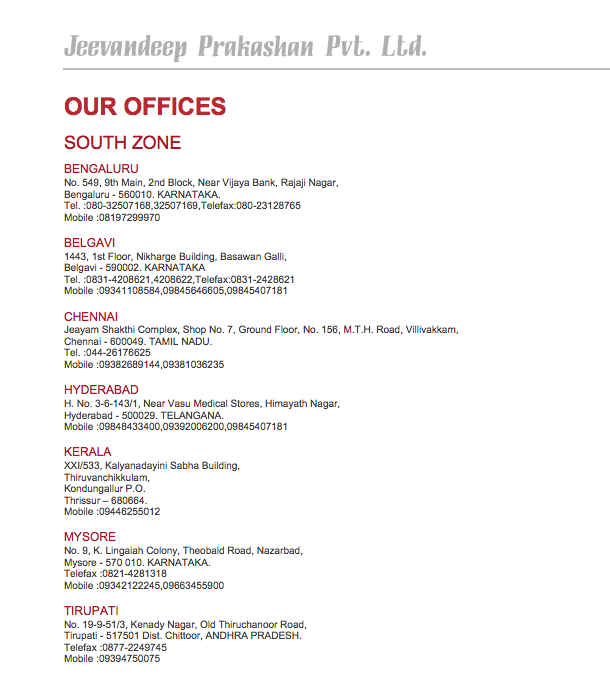 Jeevandeep Prakashan Pvt. Ltd.
OUR OFFICES
SOUTH ZONE
BENGALURU
No. 549, 9th Main, 2nd Block, Near Vijaya Bank, Rajaji Nagar,
Bengaluru - 560010. KARNATAKA.
Tel. :080-32507168,32507169,Telefax:080-23128765
Mobile :08197299970
BELGAVI
1443, 1st Floor, Nikharge Building, Basawan Galli,
Belgavi - 590002. KARNATAKA
Tel. :0831-4208621,4208622,Telefax:0831-2428621
Mobile :09341108584,09845646605,09845407181
CHENNAI
Jeayam Shakthi Complex, Shop No. 7, Ground Floor, No. 156, M.T.H. Road, Villivakkam,
Chennai - 600049. TAMIL NADU.
Tel. :044-26176625
Mobile :09382689144,09381036235
HYDERABAD
H. No. 3-6-143/1, Near Vasu Medical Stores, Himayath Nagar,
Hyderabad - 500029. TELANGANA.
Mobile :09848433400,09392006200,09845407181
KERALA
XXI/533, Kalyanadayini Sabha Building,
Thiruvanchikkulam,
Kondungallur P.O.
Thrissur – 680664.
Mobile :09446255012
MYSORE
No. 9, K. Lingaiah Colony, Theobald Road, Nazarbad,
Mysore - 570 010. KARNATAKA.
Telefax :0821-4281318
Mobile :09342122245,09663455900
TIRUPATI
No. 19-9-51/3, Kenady Nagar, Old Thiruchanoor Road,
Tirupati - 517501 Dist. Chittoor, ANDHRA PRADESH.
Telefax :0877-2249745
Mobile :09394750075